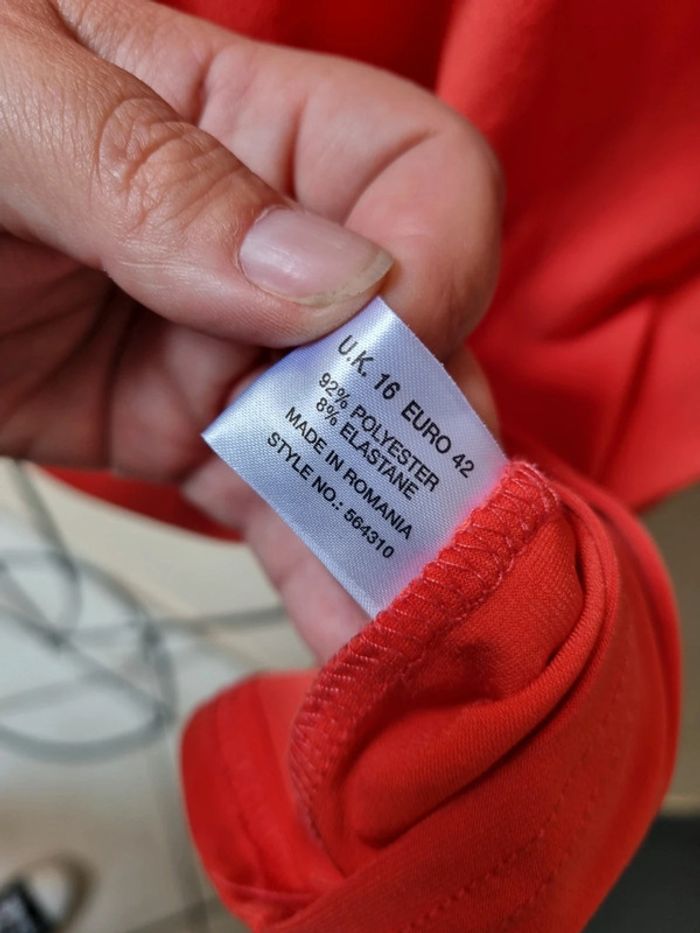 U.K. 16 EURO 42
92% POLYESTER
8% ELASTANE
MADE IN ROMANIA
STYLE NO.: 564310